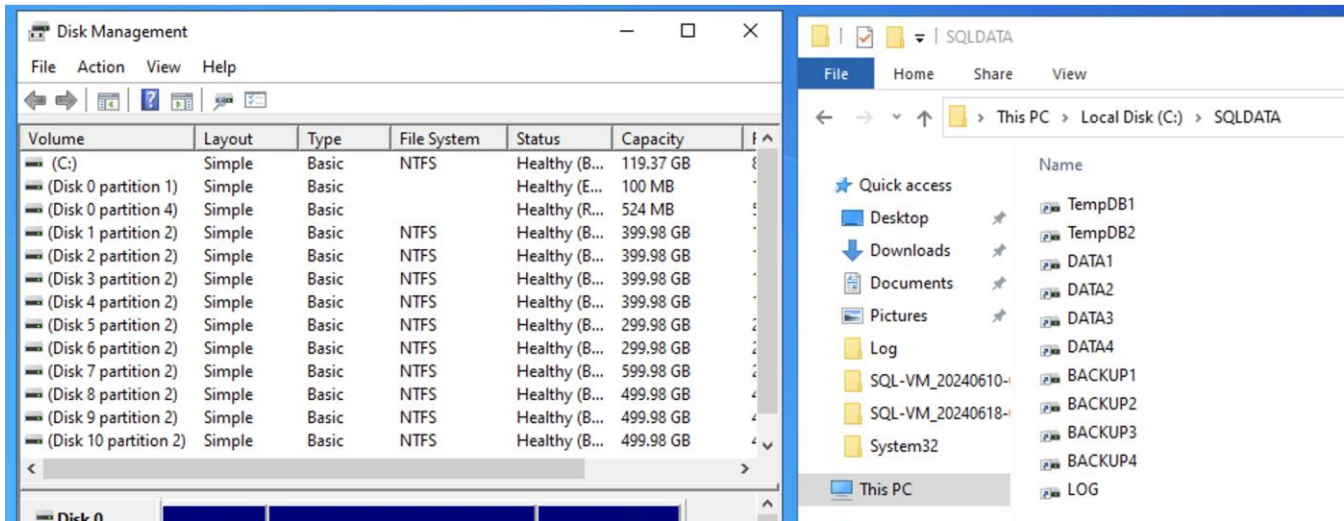 Disk Management
File Action View Help
Volume Layout Type File System Status Capacity
(C:) Simple Basic NTFS Healthy (B... 119.37 GB
(Disk 0 partition 1) Simple Basic Healthy (E... 100 MB
(Disk 0 partition 4) Simple Basic Healthy (R... 524 MB
(Disk 1 partition 2) Simple Basic NTFS Healthy (B... 399.98 GB
(Disk 2 partition 2) Simple Basic NTFS Healthy (B... 399.98 GB
(Disk 3 partition 2) Simple Basic NTFS Healthy (B... 399.98 GB
(Disk 4 partition 2) Simple Basic NTFS Healthy (B... 399.98 GB
(Disk 5 partition 2) Simple Basic NTFS Healthy (B... 299.98 GB
(Disk 6 partition 2) Simple Basic NTFS Healthy (B... 299.98 GB
(Disk 7 partition 2) Simple Basic NTFS Healthy (B... 599.98 GB
(Disk 8 partition 2) Simple Basic NTFS Healthy (B... 499.98 GB
(Disk 9 partition 2) Simple Basic NTFS Healthy (B... 499.98 GB
(Disk 10 partition 2) Simple Basic NTFS Healthy (B... 499.98 GB
Disk 0
SQLDATA
File Home Share View
This PC > Local Disk (C:) > SQLDATA
Quick access
Desktop
Downloads
Documents
Pictures
Log
SQL-VM_20240610-
SQL-VM_20240618-
System32
This PC
Name
TempDB1
TempDB2
DATA1
DATA2
DATA3
DATA4
BACKUP1
BACKUP2
BACKUP3
BACKUP4
LOG